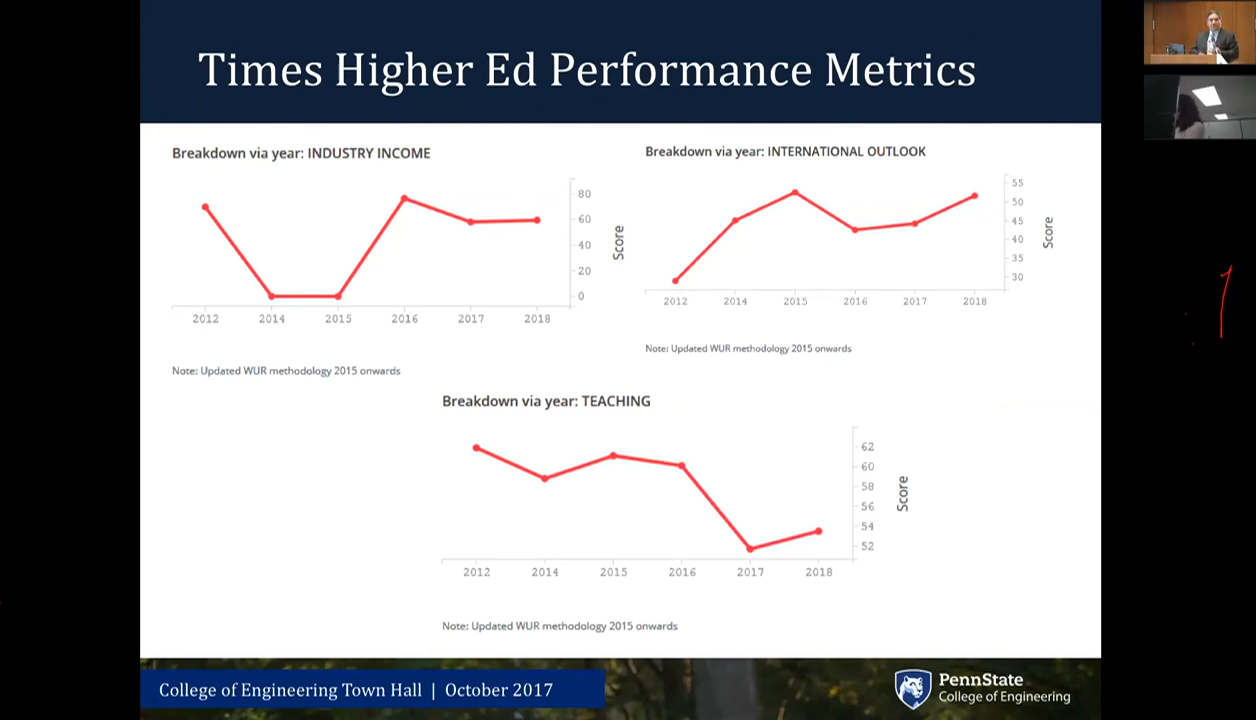 Times Higher Ed Performance Metrics
Breakdown via year: INDUSTRY INCOME
80
60
40
20
0
Score
2012 2014 2015 2016 2017 2018
Note: Updated WUR methodology 2015 onwards
Breakdown via year: INTERNATIONAL OUTLOOK
55
50
45
40
35
30
Score
2012 2014 2015 2016 2017 2018
Note: Updated WUR methodology 2015 onwards
Breakdown via year: TEACHING
62
60
58
56
54
52
Score
2012 2014 2015 2016 2017 2018
Note: Updated WUR methodology 2015 onwards
College of Engineering Town Hall | October 2017
PennState
College of Engineering